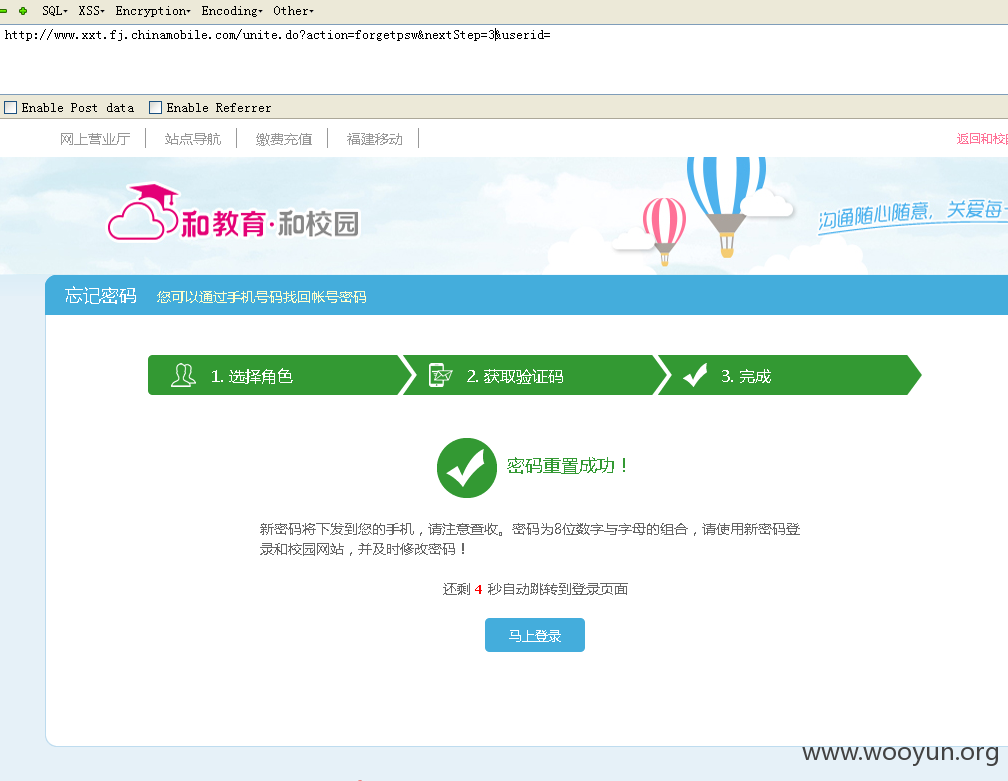 SQL- XSS- Encryption- Encoding- Other-
http://www.xxt.fj.chinamobile.com/unite.do?action=forgetpsw&nextStep=3&userid=
Enable Post data Enable Referrer
网上营业厅 站点导航 缴费充值 福建移动 返回和校
和教育·和校园
沟通随心随意，关爱每
忘记密码 您可以通过手机号码找回帐号密码
1. 选择角色 2. 获取验证码 3. 完成
密码重置成功！
新密码将下发到您的手机，请注意查收。密码为8位数字与字母的组合，请使用新密码登
录和校园网站，并及时修改密码！
还剩 4 秒自动跳转到登录页面
马上登录
www.wooyun.org